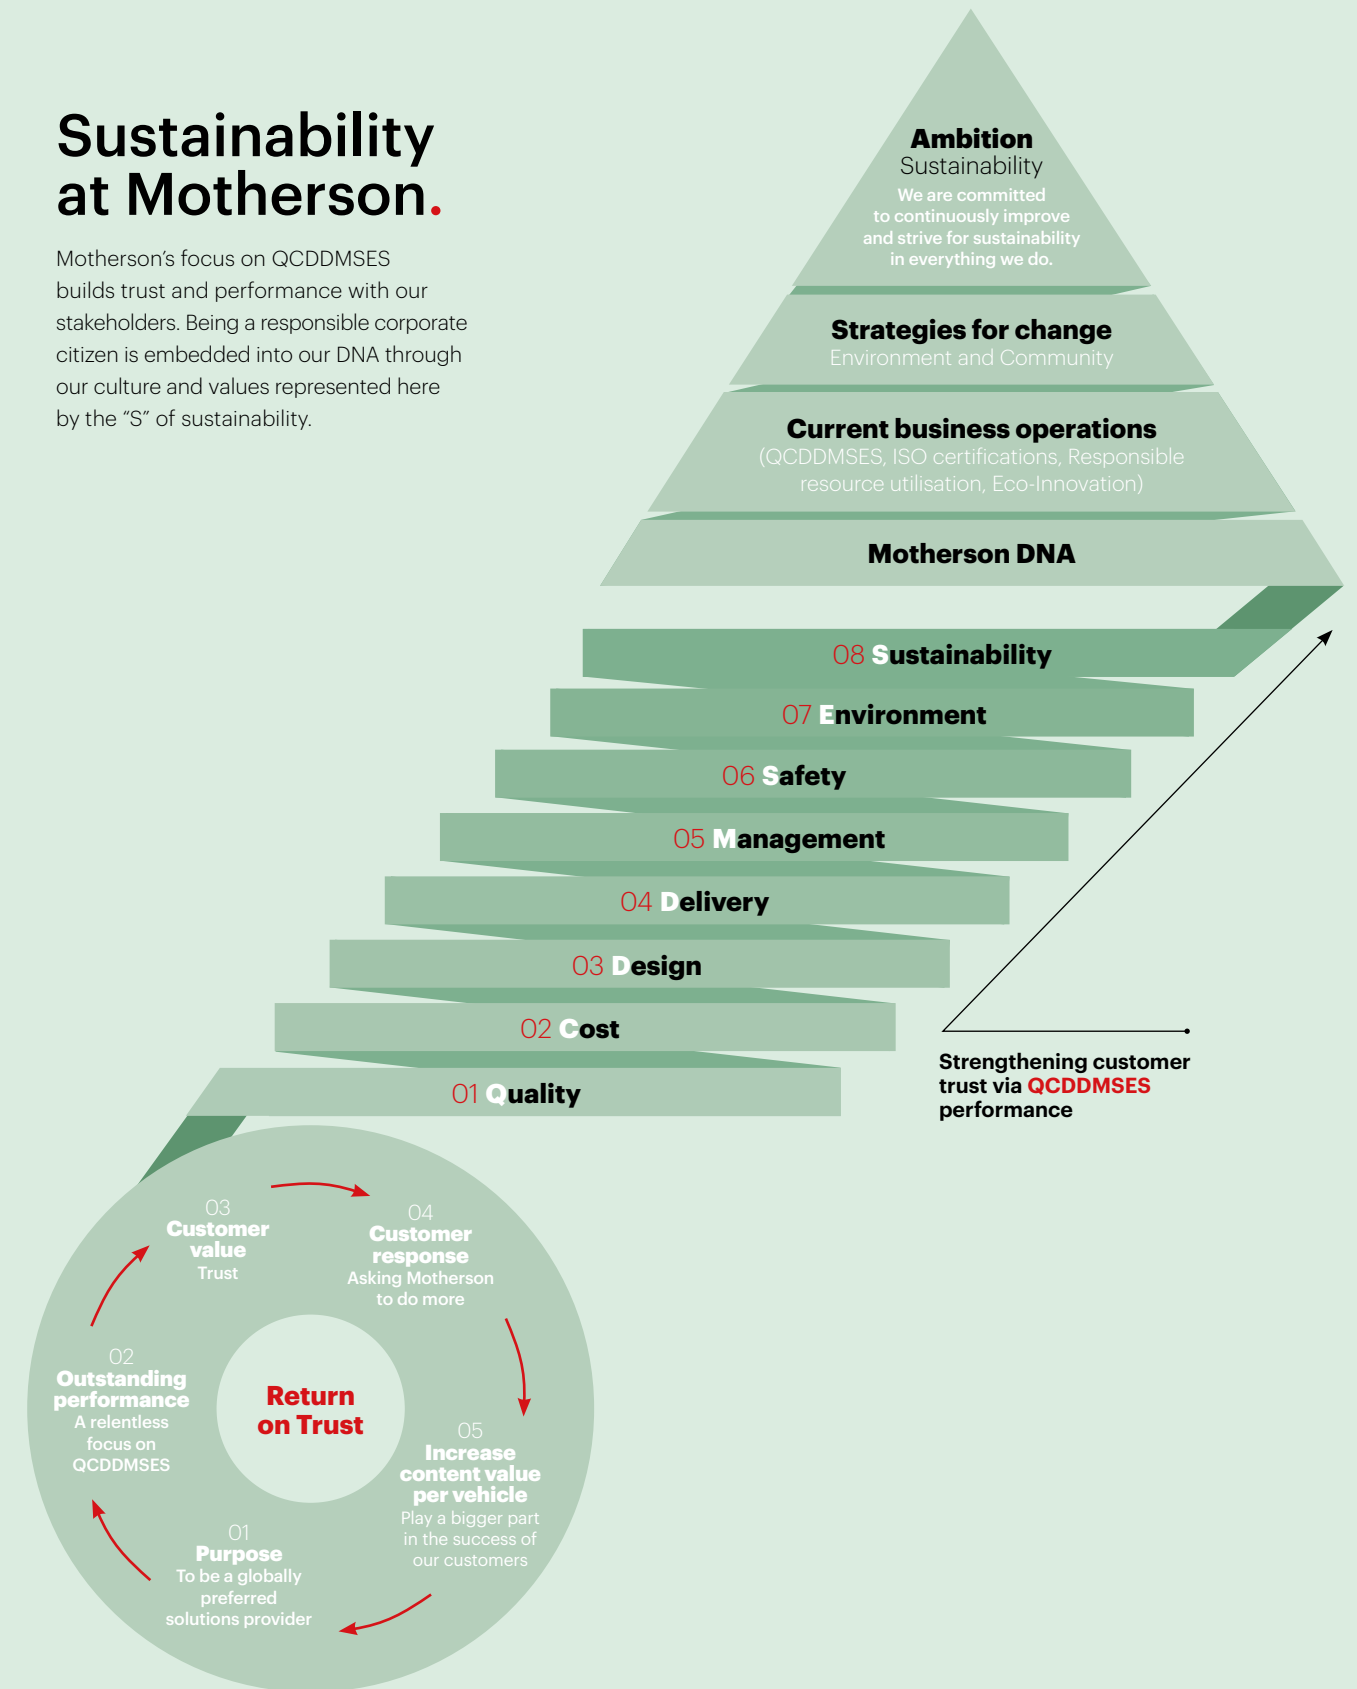 Sustainability
at Motherson.
Motherson’s focus on QCDDMSES
builds trust and performance with our
stakeholders. Being a responsible corporate
citizen is embedded into our DNA through
our culture and values represented here
by the “S” of sustainability.
Ambition
Sustainability
We are committed
to continuously improve
and strive for sustainability
in everything we do.
Strategies for change
Environment and Community
Current business operations
(QCDDMSES, ISO certifications, Responsible
resource utilisation, Eco-Innovation)
Motherson DNA
08 Sustainability
07 Environment
06 Safety
05 Management
04 Delivery
03 Design
02 Cost
01 Quality
Strengthening customer
trust via QCDDMSES
performance
Return
on Trust
01
Purpose
To be a globally
preferred
solutions provider
02
Outstanding
performance
A relentless
focus on
QCDDMSES
03
Customer
value
Trust
04
Customer
response
Asking Motherson
to do more
05
Increase
content value
per vehicle
Play a bigger part
in the success of
our customers